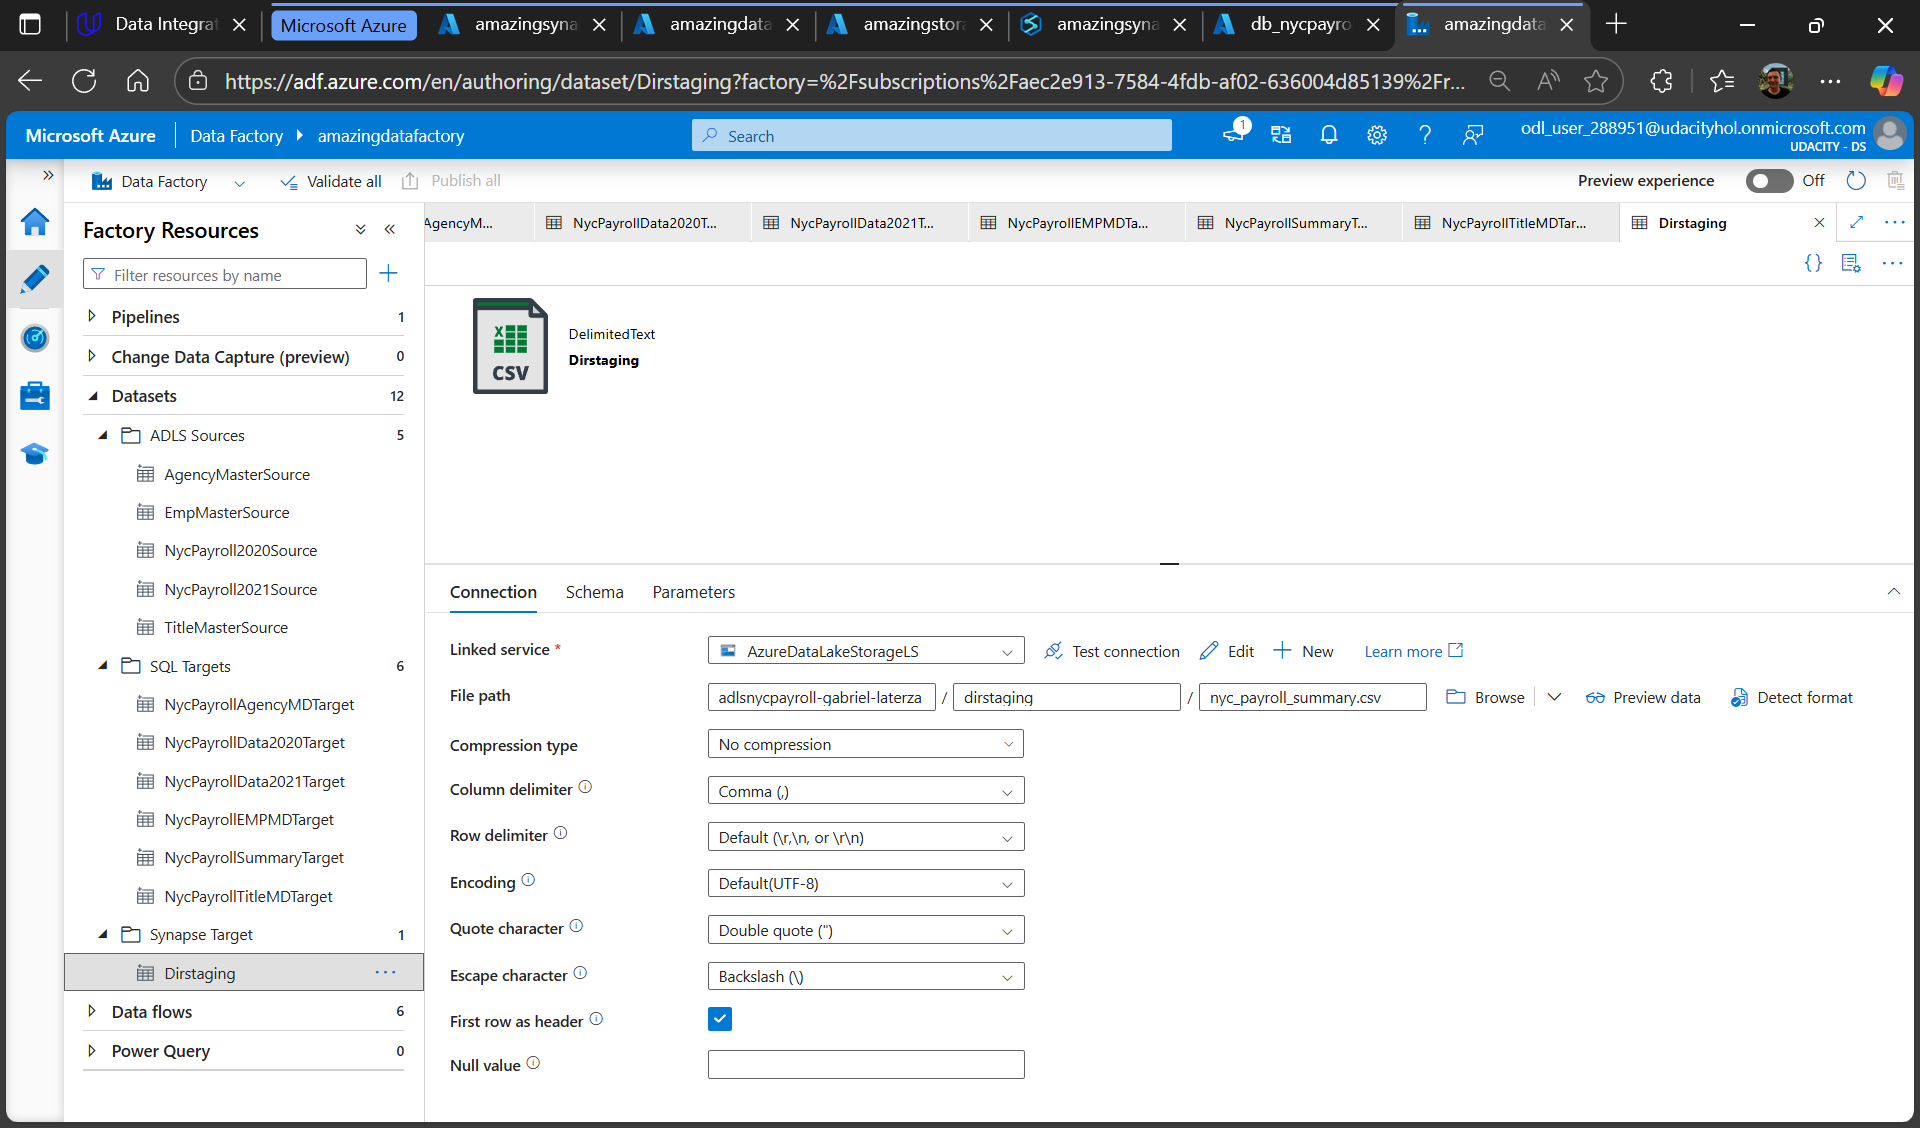 Data Integrat
Microsoft Azure
amazingsyna
amazingdata
amazingstora
amazingsyna
db_nycpayro
amazingdata
https://adf.azure.com/en/authoring/dataset/Dirstaging?factory=%2Fsubscriptions%2Faec2e913-7584-4fdb-af02-636004d85139%2Fr...
Microsoft Azure
Data Factory
amazingdatafactory
Search
1
odl_user_288951@udacityhol.onmicrosoft.com
UDACITY - DS
Data Factory
Validate all
Publish all
Preview experience
Off
Factory Resources
Filter resources by name
Pipelines 1
Change Data Capture (preview) 0
Datasets 12
ADLS Sources 5
AgencyMasterSource
EmpMasterSource
NycPayroll2020Source
NycPayroll2021Source
TitleMasterSource
SQL Targets 6
NycPayrollAgencyMDTarget
NycPayrollData2020Target
NycPayrollData2021Target
NycPayrollEMPMDTarget
NycPayrollSummaryTarget
NycPayrollTitleMDTarget
Synapse Target 1
Dirstaging
Data flows 6
Power Query 0
AgencyM...
NycPayrollData2020T...
NycPayrollData2021T...
NycPayrollEMPMDTa...
NycPayrollSummaryT...
NycPayrollTitleMDTar...
Dirstaging
{}
CSV
DelimitedText
Dirstaging
Connection
Schema
Parameters
Linked service *
AzureDataLakeStorageLS
Test connection
Edit
New
Learn more
File path
adlsnycpayroll-gabriel-laterza / dirstaging / nyc_payroll_summary.csv
Browse
Preview data
Detect format
Compression type
No compression
Column delimiter
Comma (,)
Row delimiter
Default (\r,\n, or \r\n)
Encoding
Default(UTF-8)
Quote character
Double quote (")
Escape character
Backslash (\)
First row as header
Null value